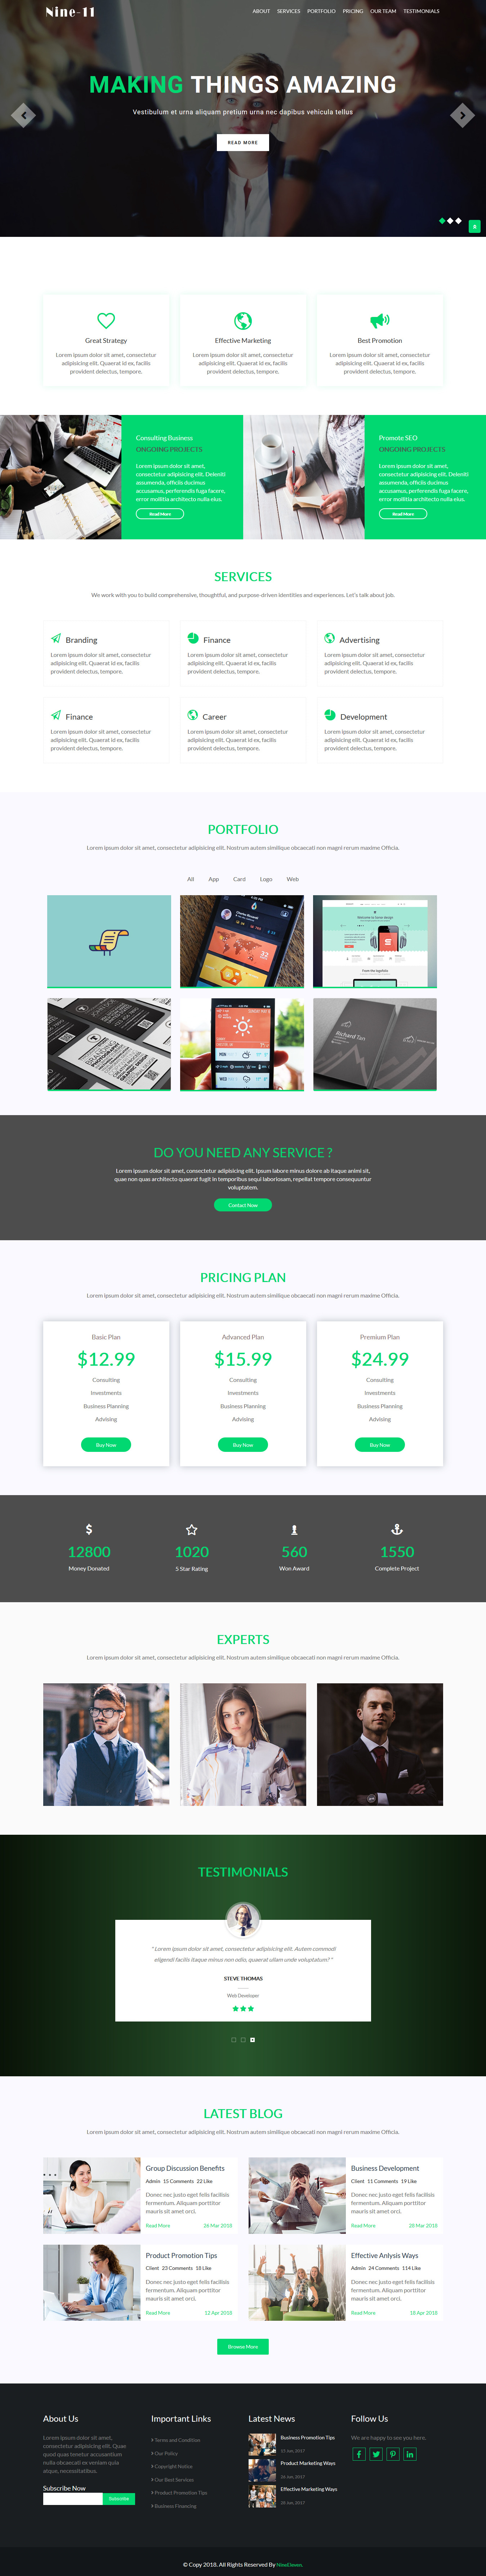 Nine-11
ABOUT SERVICES PORTFOLIO PRICING OUR TEAM TESTIMONIALS
MAKING THINGS AMAZING
Vestibulum et urna aliquam pretium urna nec dapibus vehicula tellus
READ MORE
Great Strategy
Lorem ipsum dolor sit amet, consectetur
adipisicing elit. Quaerat id ex, facilis
provident delectus, tempore.
Effective Marketing
Lorem ipsum dolor sit amet, consectetur
adipisicing elit. Quaerat id ex, facilis
provident delectus, tempore.
Best Promotion
Lorem ipsum dolor sit amet, consectetur
adipisicing elit. Quaerat id ex, facilis
provident delectus, tempore.
Consulting Business
ONGOING PROJECTS
Lorem ipsum dolor sit amet,
consectetur adipisicing elit. Deleniti
assumenda, officiis ducimus
accusamus, perferendis fuga facere,
error mollitia architecto nulla eius.
Read More
Promote SEO
ONGOING PROJECTS
Lorem ipsum dolor sit amet,
consectetur adipisicing elit. Deleniti
assumenda, officiis ducimus
accusamus, perferendis fuga facere,
error mollitia architecto nulla eius.
Read More
SERVICES
We work with you to build comprehensive, thoughtful, and purpose-driven identities and experiences. Let's talk about job.
Branding
Lorem ipsum dolor sit amet, consectetur
adipisicing elit. Quaerat id ex, facilis
provident delectus, tempore.
Finance
Lorem ipsum dolor sit amet, consectetur
adipisicing elit. Quaerat id ex, facilis
provident delectus, tempore.
Advertising
Lorem ipsum dolor sit amet, consectetur
adipisicing elit. Quaerat id ex, facilis
provident delectus, tempore.
Finance
Lorem ipsum dolor sit amet, consectetur
adipisicing elit. Quaerat id ex, facilis
provident delectus, tempore.
Career
Lorem ipsum dolor sit amet, consectetur
adipisicing elit. Quaerat id ex, facilis
provident delectus, tempore.
Development
Lorem ipsum dolor sit amet, consectetur
adipisicing elit. Quaerat id ex, facilis
provident delectus, tempore.
PORTFOLIO
Lorem ipsum dolor sit amet, consectetur adipisicing elit. Nostrum autem similique obcaecati non magni rerum maxime Officia.
All App Card Logo Web
DO YOU NEED ANY SERVICE ?
Lorem ipsum dolor sit amet, consectetur adipisicing elit. Ipsum labore minus dolore ab itaque animi sit,
quae non quas architecto quaerat fugit in temporibus sequi laboriosam, repellat tempore consequuntur
voluptatem.
Contact Now
PRICING PLAN
Lorem ipsum dolor sit amet, consectetur adipisicing elit. Nostrum autem similique obcaecati non magni rerum maxime Officia.
Basic Plan
$12.99
Consulting
Investments
Business Planning
Advising
Buy Now
Advanced Plan
$15.99
Consulting
Investments
Business Planning
Advising
Buy Now
Premium Plan
$24.99
Consulting
Investments
Business Planning
Advising
Buy Now
12800
Money Donated
1020
5 Star Rating
560
Won Award
1550
Complete Project
EXPERTS
Lorem ipsum dolor sit amet, consectetur adipisicing elit. Nostrum autem similique obcaecati non magni rerum maxime Officia.
TESTIMONIALS
" Lorem ipsum dolor sit amet, consectetur adipisicing elit. Autem commodi
eligendi facilis itaque minus non odio, quaerat ullam unde voluptatum? "
STEVE THOMAS
Web Developer
LATEST BLOG
Lorem ipsum dolor sit amet, consectetur adipisicing elit. Nostrum autem similique obcaecati non magni rerum maxime Officia.
Group Discussion Benefits
Admin 15 Comments 22 Like
Donec nec justo eget felis facilisis
fermentum. Aliquam porttitor
mauris sit amet orci.
Read More 26 Mar 2018
Business Development
Client 11 Comments 19 Like
Donec nec justo eget felis facilisis
fermentum. Aliquam porttitor
mauris sit amet orci.
Read More 28 Mar 2018
Product Promotion Tips
Client 23 Comments 18 Like
Donec nec justo eget felis facilisis
fermentum. Aliquam porttitor
mauris sit amet orci.
Read More 12 Apr 2018
Effective Anlysis Ways
Admin 24 Comments 114 Like
Donec nec justo eget felis facilisis
fermentum. Aliquam porttitor
mauris sit amet orci.
Read More 18 Apr 2018
Browse More
About Us
Lorem ipsum dolor sit amet,
consectetur adipisicing elit. Quae
quod quas tenetur accusantium
nulla obcaecati ex veniam quia
atque, necessitatibus.
Subscribe Now
Subscribe
Important Links
Terms and Condition
Our Policy
Copyright Notice
Our Best Services
Product Promotion Tips
Business Financing
Latest News
Business Promotion Tips
Product Marketing Ways
Effective Marketing Ways
Follow Us
We are happy to see you here.
© Copy 2018. All Rights Reserved By NineEleven